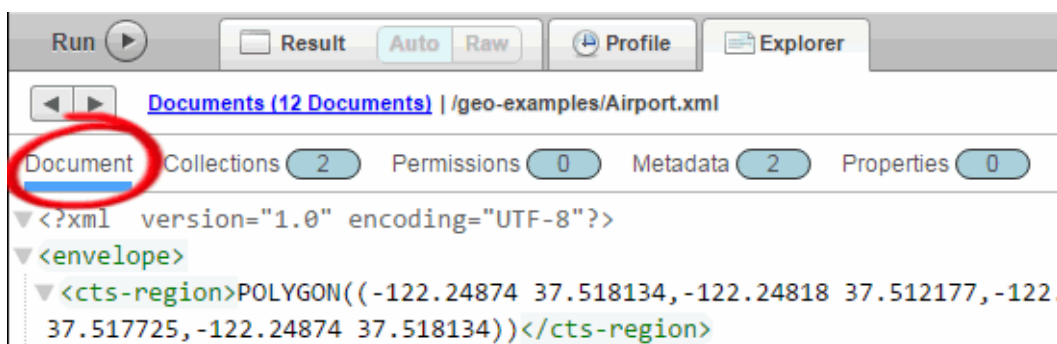 Run Result Auto Raw Profile Explorer
Documents (12 Documents) | /geo-examples/Airport.xml
Document Collections 2 Permissions 0 Metadata 2 Properties 0
<?xml version="1.0" encoding="UTF-8"?>
<envelope>
<cts-region>POLYGON((-122.24874 37.518134,-122.24818 37.512177,-122.
37.517725,-122.24874 37.518134))</cts-region>